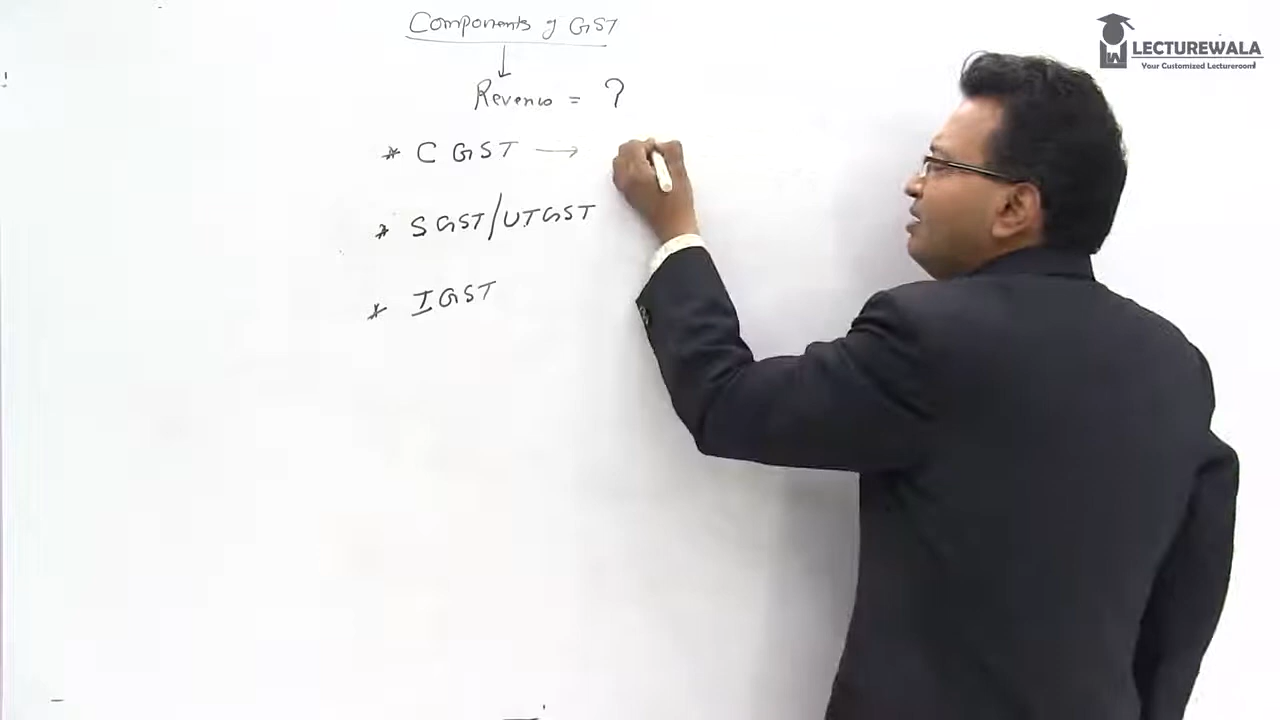 Components of GST
Revenue = ?
* CGST →
* SGST/UTGST
* IGST
LECTUREWALA
Your Customized Lectureroom